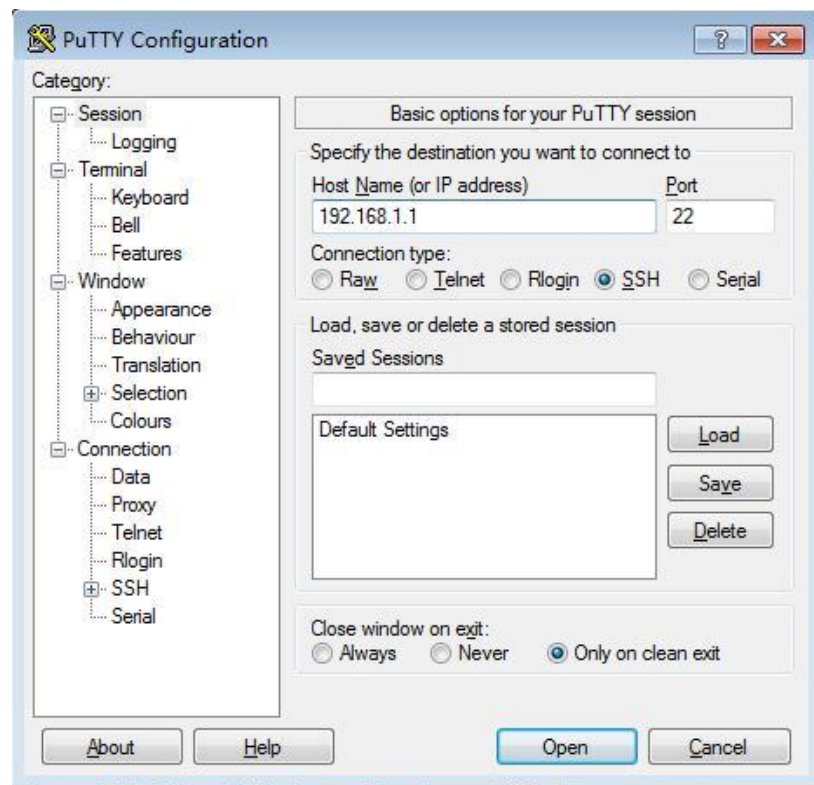 PuTTY Configuration
Category:
Session
Logging
Terminal
Keyboard
Bell
Features
Window
Appearance
Behaviour
Translation
Selection
Colours
Connection
Data
Proxy
Telnet
Rlogin
SSH
Serial
Basic options for your PuTTY session
Specify the destination you want to connect to
Host Name (or IP address) Port
192.168.1.1 22
Connection type:
Raw Telnet Rlogin SSH Serial
Load, save or delete a stored session
Saved Sessions
Default Settings
Load
Save
Delete
Close window on exit:
Always Never Only on clean exit
About Help Open Cancel